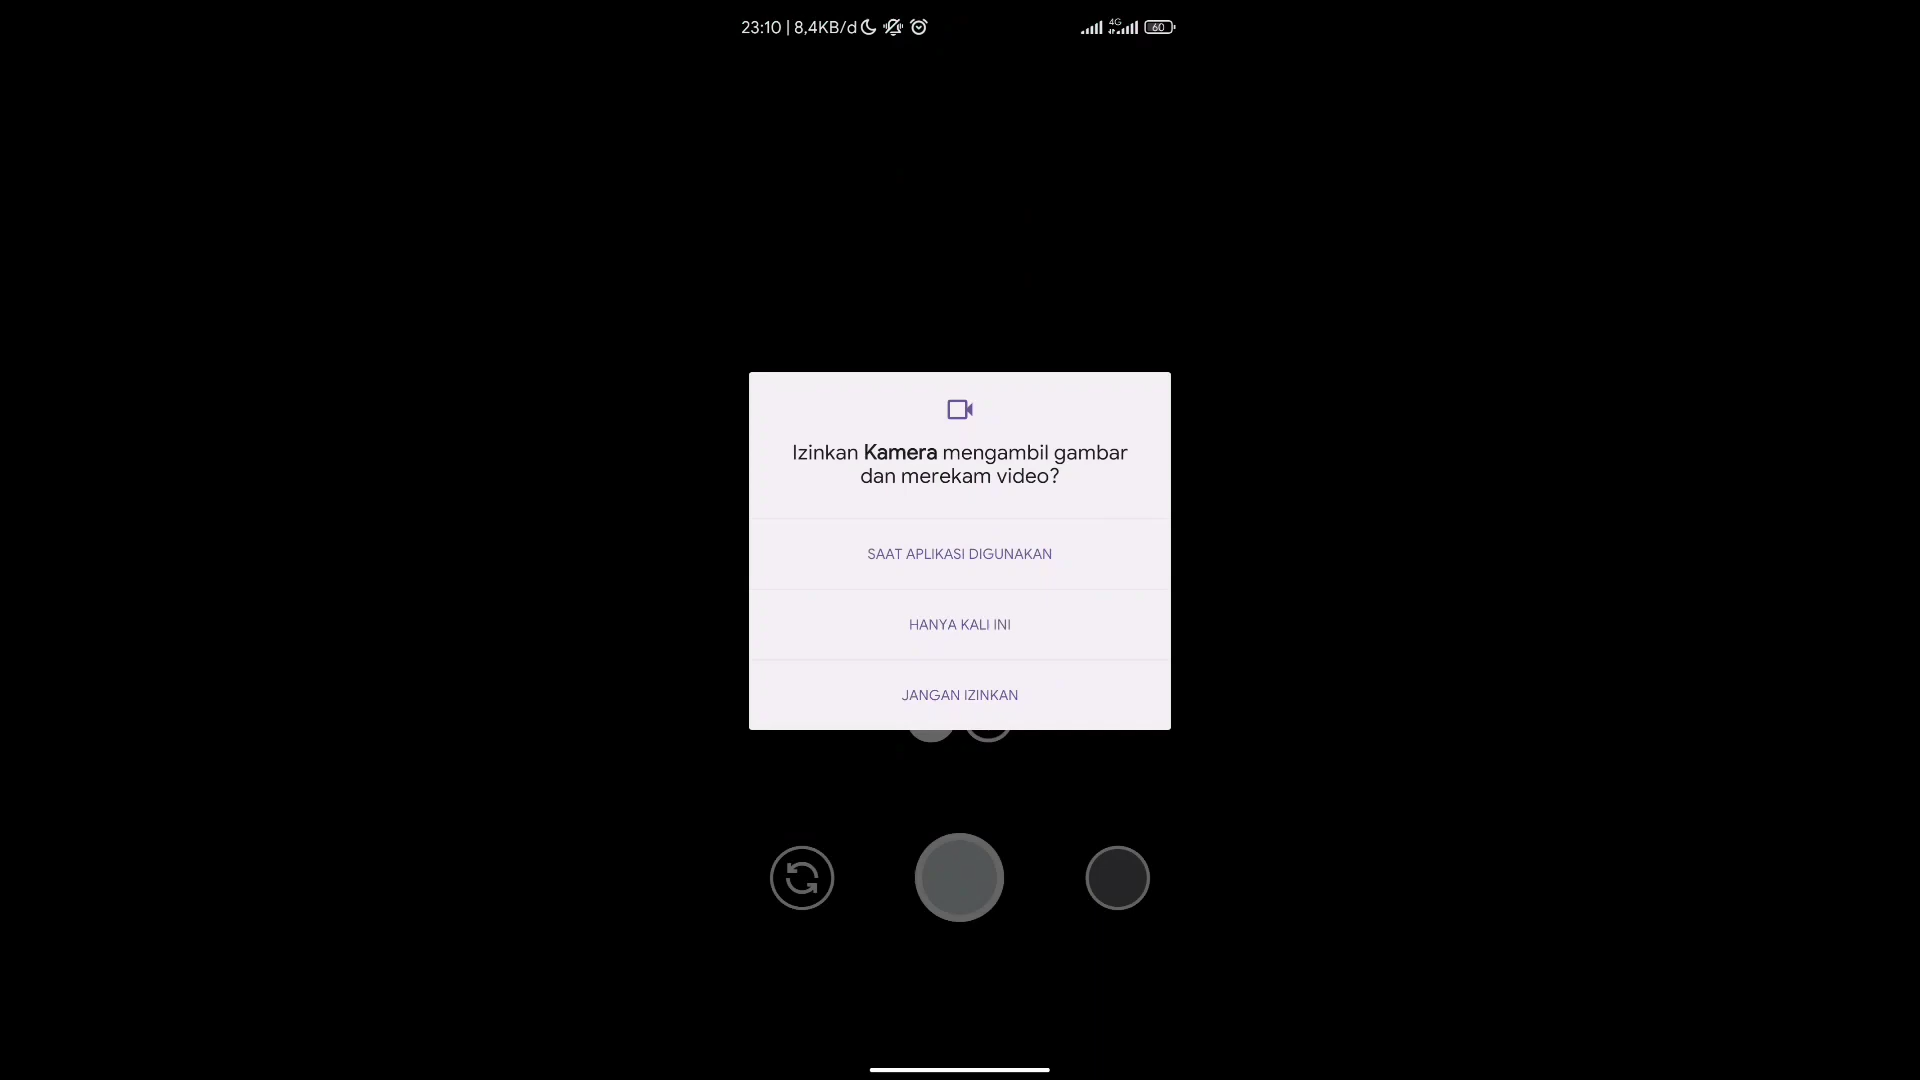 23:10 | 8,4KB/d
4G
60
Izinkan Kamera mengambil gambar
dan merekam video?
SAAT APLIKASI DIGUNAKAN
HANYA KALI INI
JANGAN IZINKAN